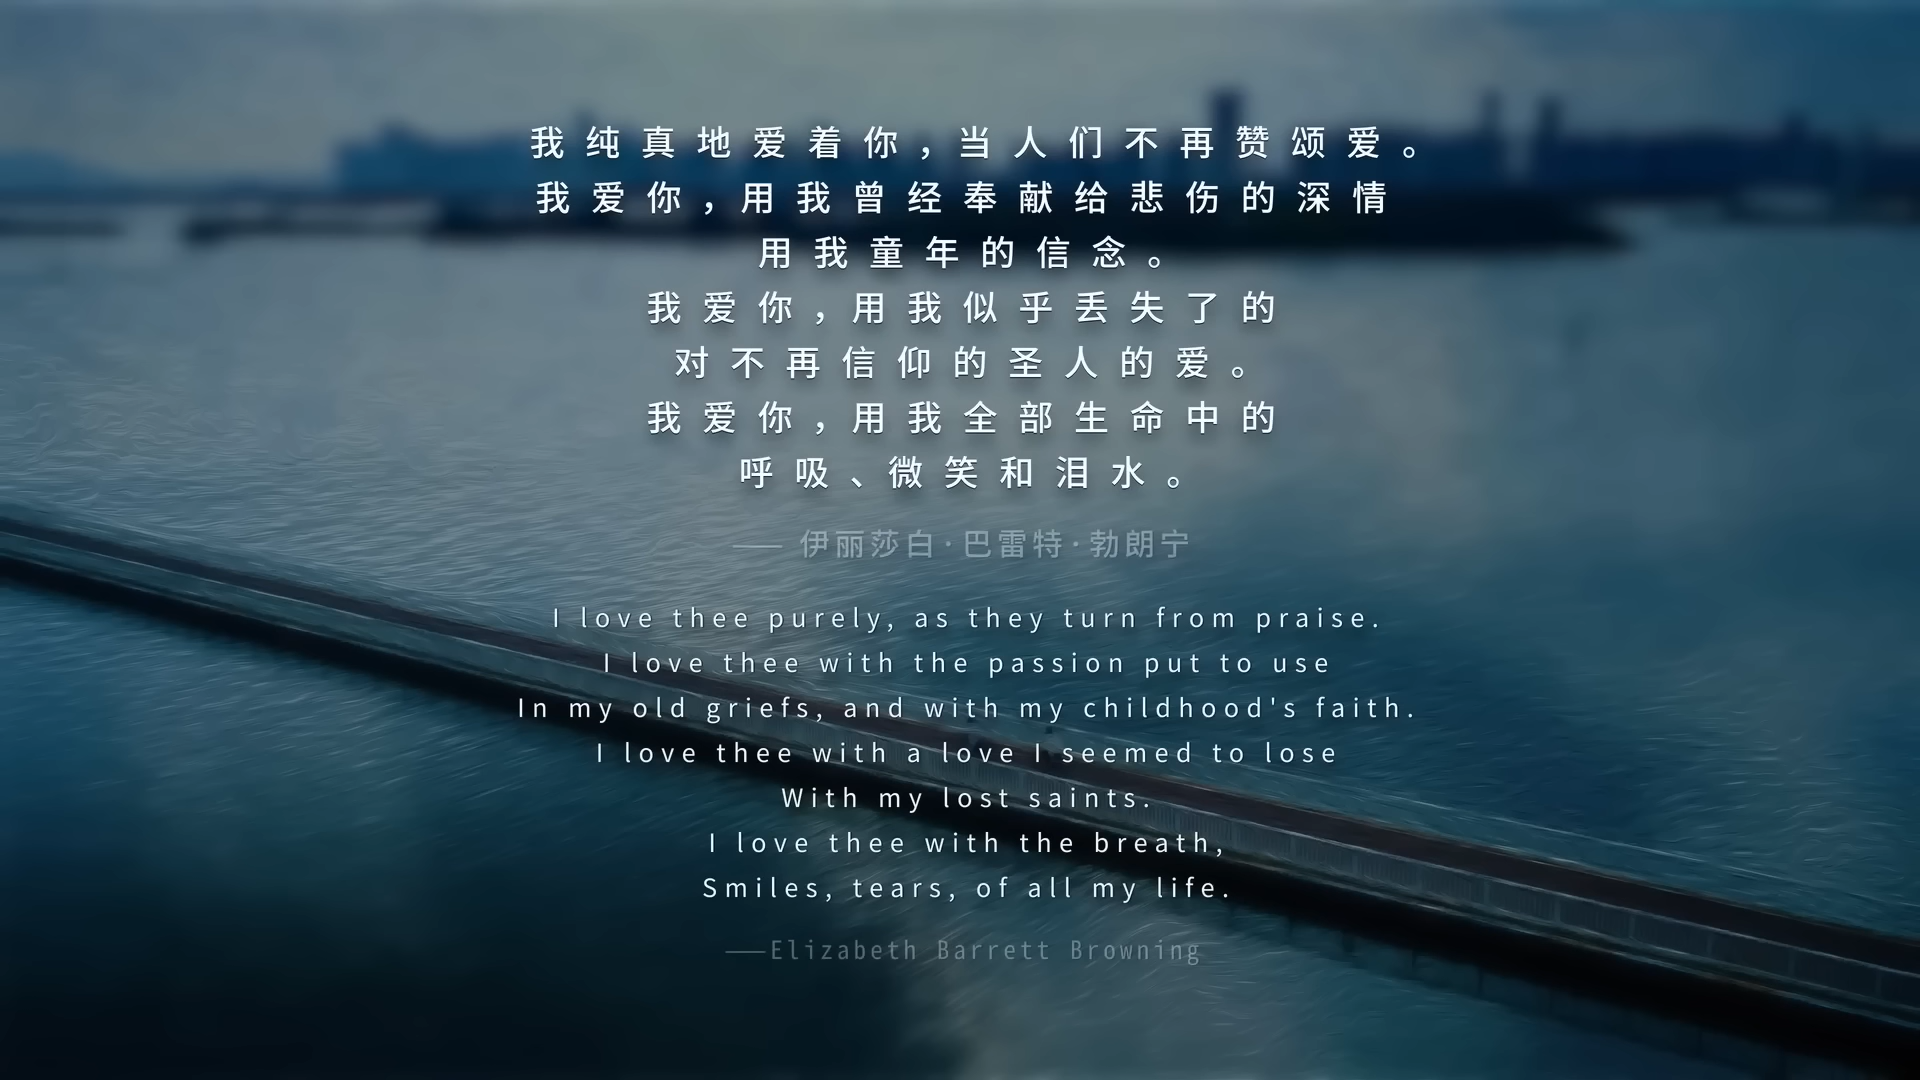 我纯真地爱着你，当人们不再赞颂爱。
我爱你，用我曾经奉献给悲伤的深情
用我童年的信念。
我爱你，用我似乎丢失了的
对不再信仰的圣人的爱。
我爱你，用我全部生命中的
呼吸、微笑和泪水。
—— 伊丽莎白·巴雷特·勃朗宁
I love thee purely, as they turn from praise.
I love thee with the passion put to use
In my old griefs, and with my childhood's faith.
I love thee with a love I seemed to lose
With my lost saints.
I love thee with the breath,
Smiles, tears, of all my life.
——Elizabeth Barrett Browning